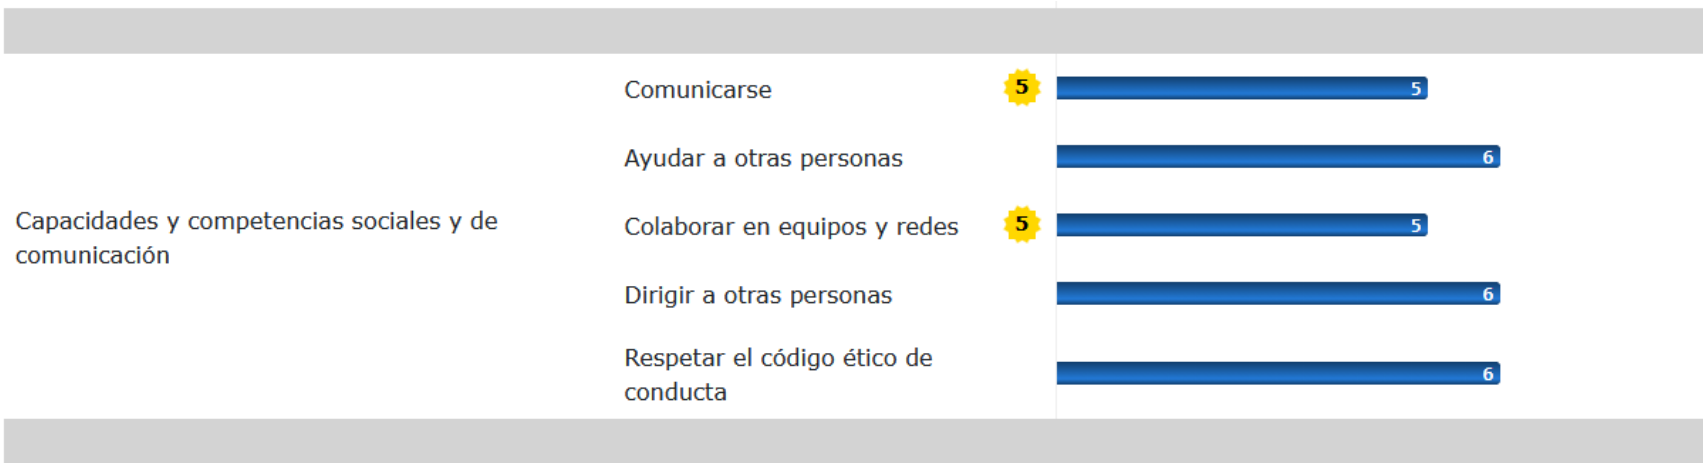 Comunicarse 5 5
Ayudar a otras personas 6
Capacidades y competencias sociales y de
comunicación
Colaborar en equipos y redes 5 5
Dirigir a otras personas 6
Respetar el código ético de
conducta
6